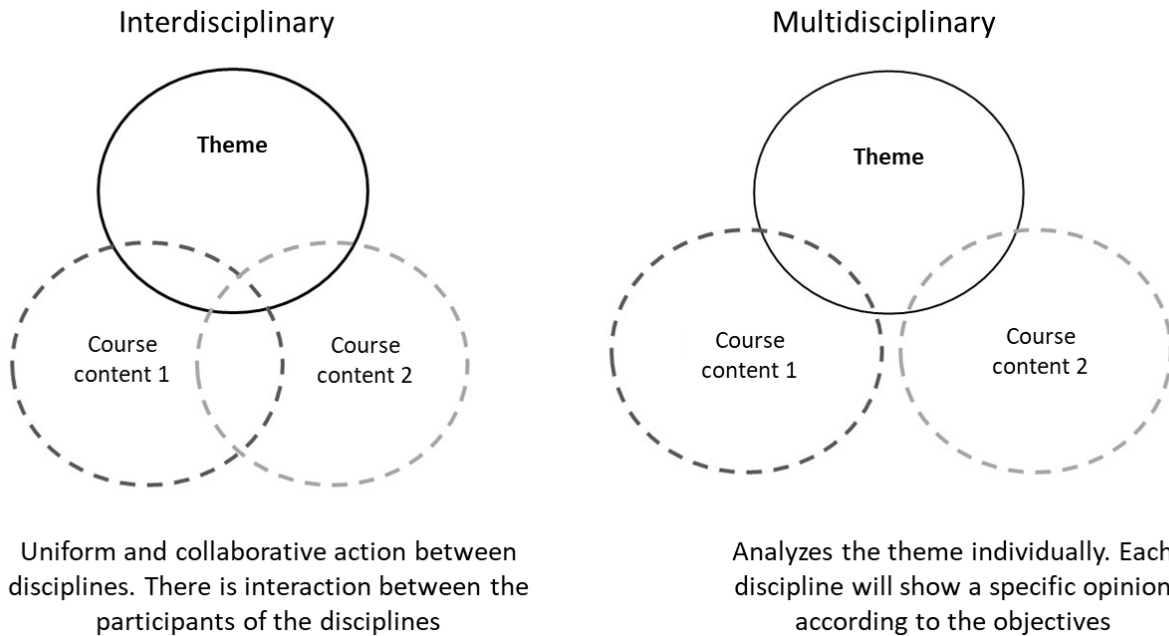 Interdisciplinary
Theme
Course
content 1
Course
content 2
Uniform and collaborative action between
disciplines. There is interaction between the
participants of the disciplines
Multidisciplinary
Theme
Course
content 1
Course
content 2
Analyzes the theme individually. Each
discipline will show a specific opinion
according to the objectives